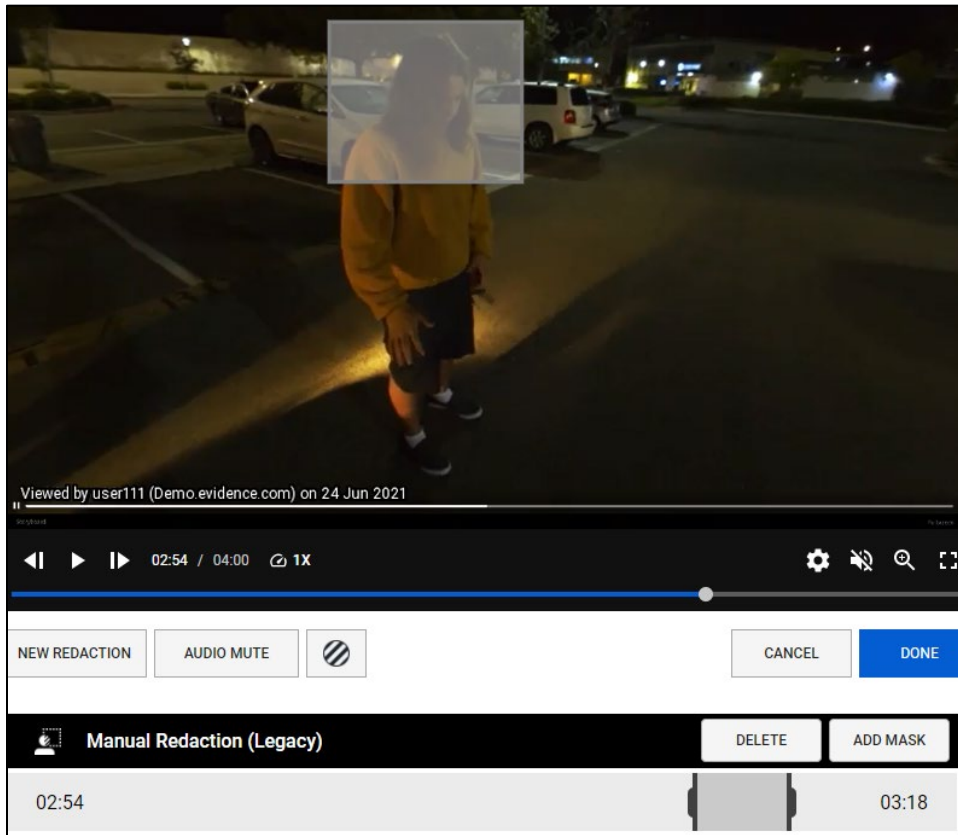 Viewed by user111 (Demo.evidence.com) on 24 Jun 2021
02:54 / 04:00 1X
NEW REDACTION AUDIO MUTE CANCEL DONE
Manual Redaction (Legacy) DELETE ADD MASK
02:54 03:18